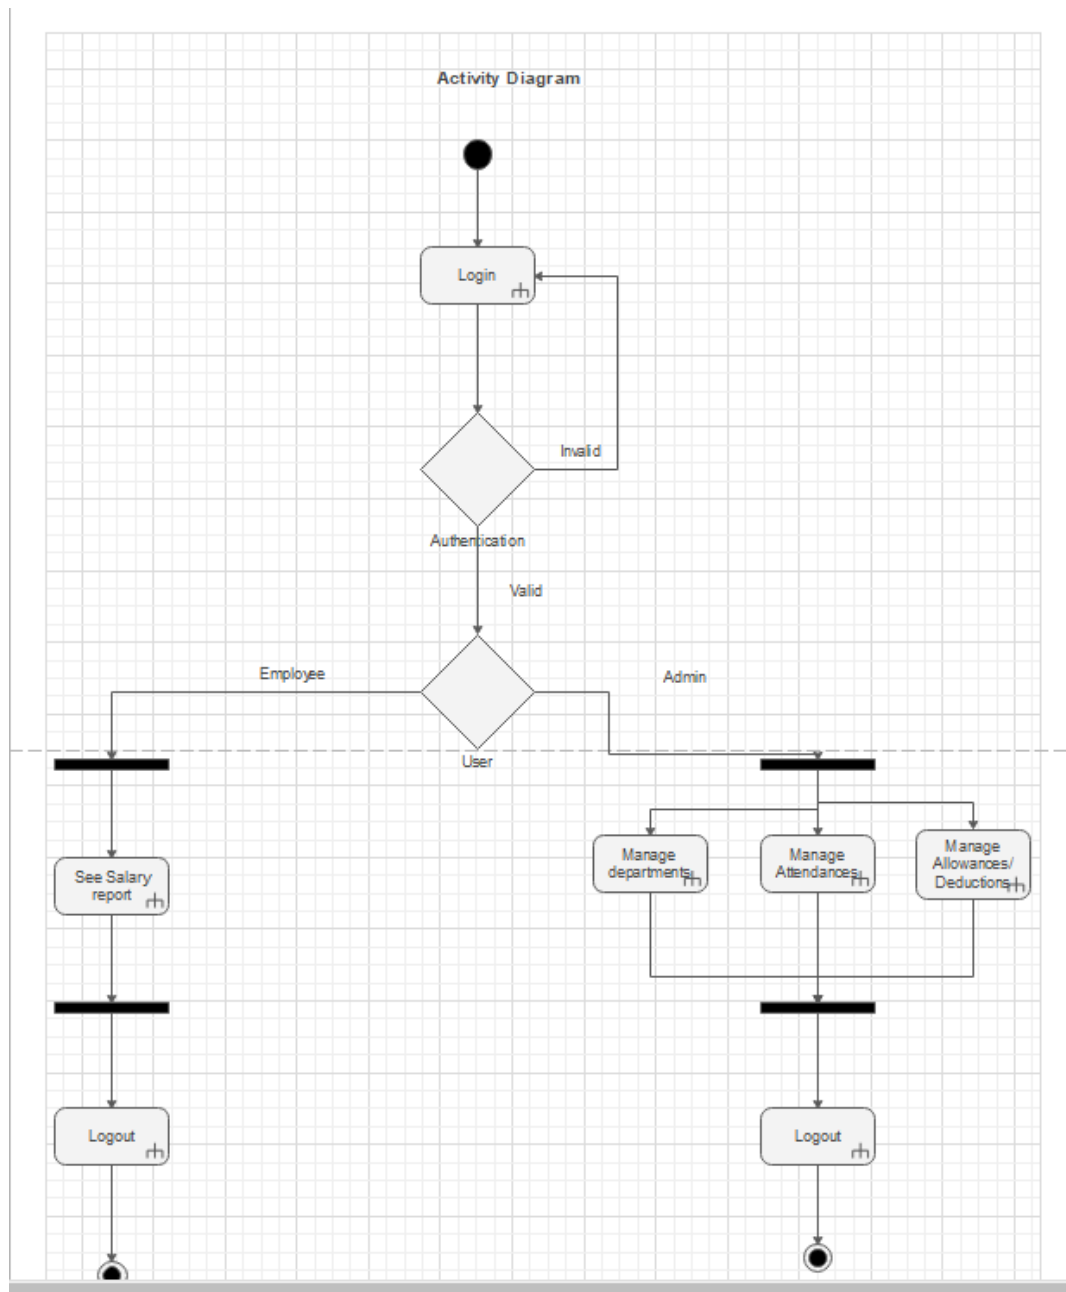 Activity Diagram
Login
Invalid
Authentication
Valid
Employee
Admin
User
See Salary
report
Manage
departments
Manage
Attendances
Manage
Allowances/
Deductions
Logout
Logout